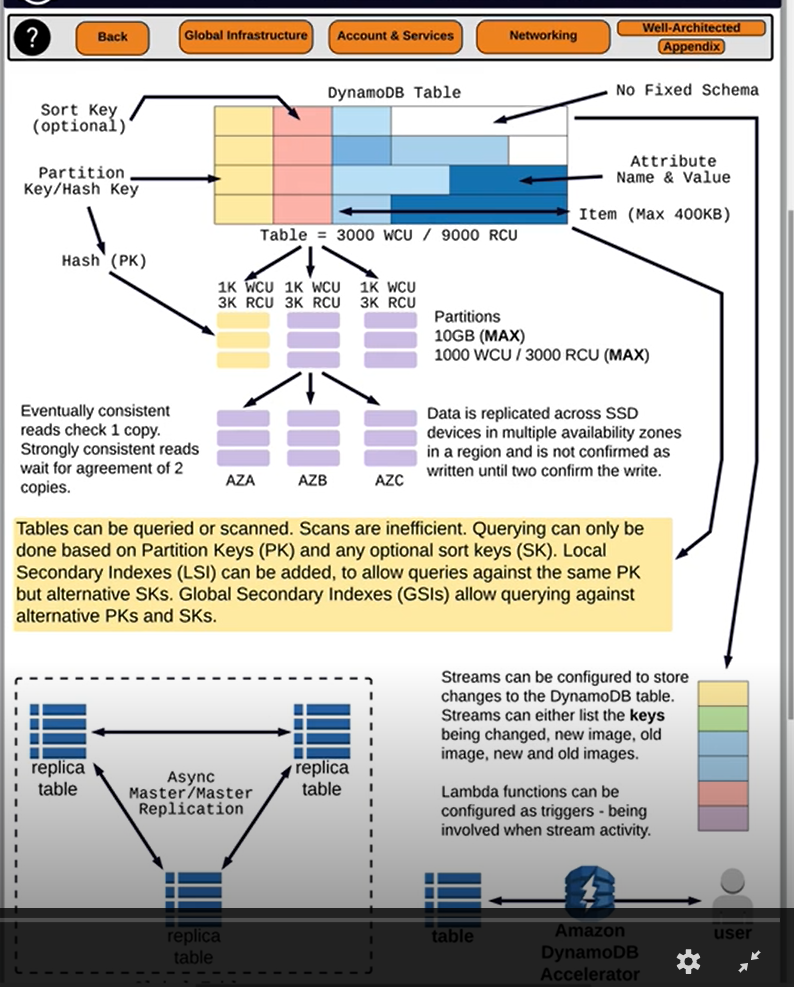 ?
Back
Global Infrastructure
Account & Services
Networking
Well-Architected
Appendix
DynamoDB Table
No Fixed Schema
Sort Key
(optional)
Partition
Key/Hash Key
Attribute
Name & Value
Item (Max 400KB)
Table = 3000 WCU / 9000 RCU
Hash (PK)
1K WCU
3K RCU
1K WCU
3K RCU
1K WCU
3K RCU
Partitions
10GB (MAX)
1000 WCU / 3000 RCU (MAX)
Eventually consistent
reads check 1 copy.
Strongly consistent reads
wait for agreement of 2
copies.
AZA
AZB
AZC
Data is replicated across SSD
devices in multiple availability zones
in a region and is not confirmed as
written until two confirm the write.
Tables can be queried or scanned. Scans are inefficient. Querying can only be
done based on Partition Keys (PK) and any optional sort keys (SK). Local
Secondary Indexes (LSI) can be added, to allow queries against the same PK
but alternative SKs. Global Secondary Indexes (GSIs) allow querying against
alternative PKs and SKs.
replica
table
replica
table
Async
Master/Master
Replication
replica
table
Streams can be configured to store
changes to the DynamoDB table.
Streams can either list the keys
being changed, new image, old
image, new and old images.
Lambda functions can be
configured as triggers - being
involved when stream activity.
table
Amazon
DynamoDB
Accelerator
user